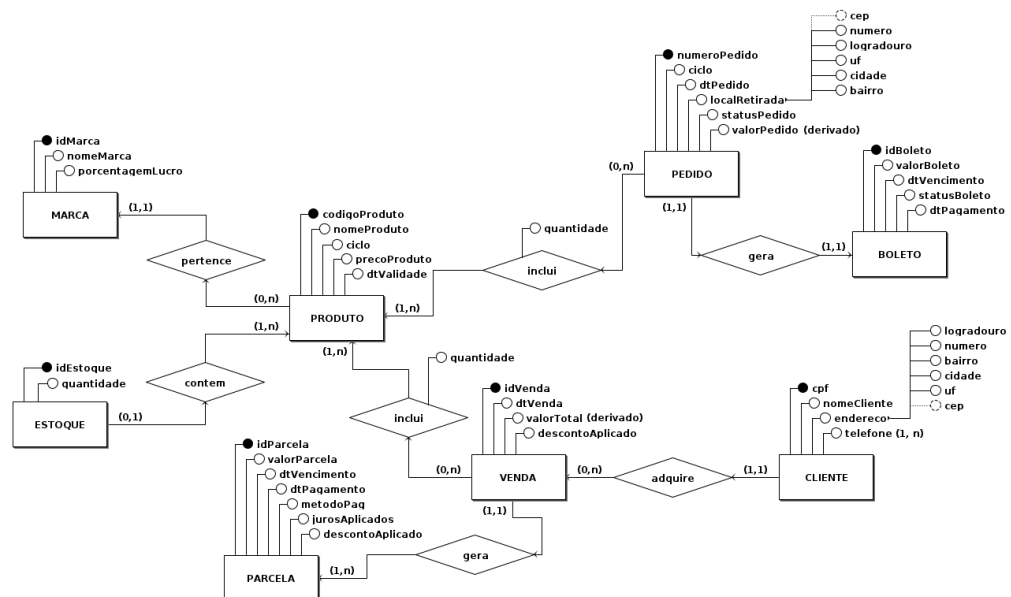 cep
numero
logradouro
uf
cidade
bairro
numeroPedido
ciclo
dtPedido
localRetirada
statusPedido
valorPedido (derivado)
(0,n)
PEDIDO
(1,1)
idBoleto
valorBoleto
dtVencimento
statusBoleto
dtPagamento
gera
(1,1)
BOLETO
idMarca
nomeMarca
porcentagemLucro
MARCA
(1,1)
pertence
(0,n)
codigoProduto
nomeProduto
ciclo
precoProduto
dtValidade
PRODUTO
quantidade
inclui
(1,n)
(1,n)
(1,n)
idEstoque
quantidade
ESTOQUE
(0,1)
contem
quantidade
inclui
(0,n)
idVenda
dtVenda
valorTotal (derivado)
descontoAplicado
VENDA
(0,n)
adquire
(1,1)
cpf
nomeCliente
endereco
telefone (1, n)
CLIENTE
logradouro
numero
bairro
cidade
uf
cep
(1,1)
gera
(1,n)
idParcela
valorParcela
dtVencimento
dtPagamento
metodoPag
jurosAplicados
descontoAplicado
PARCELA